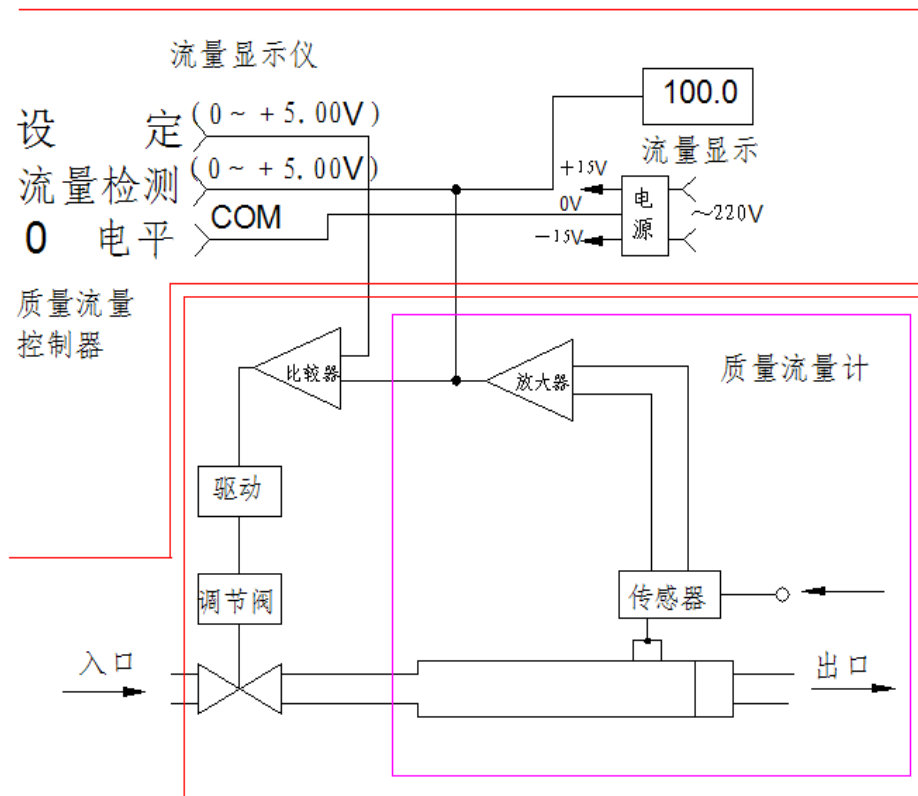 流量显示仪
设 定 (0~+5.00V)
流量检测 (0~+5.00V)
0 电平 COM
100.0
流量显示
+15V
0V
-15V
电源
~220V
质量流量
控制器
比较器
放大器
质量流量计
驱动
调节阀
传感器
入口
出口